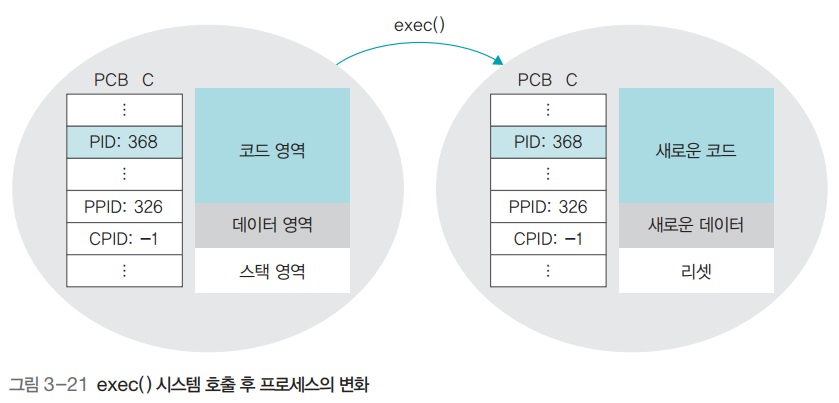 exec()
PCB C
⋮
PID: 368
⋮
PPID: 326
CPID: -1
⋮
코드 영역
데이터 영역
스택 영역
PCB C
⋮
PID: 368
⋮
PPID: 326
CPID: -1
⋮
새로운 코드
새로운 데이터
리셋
그림 3-21 exec() 시스템 호출 후 프로세스의 변화